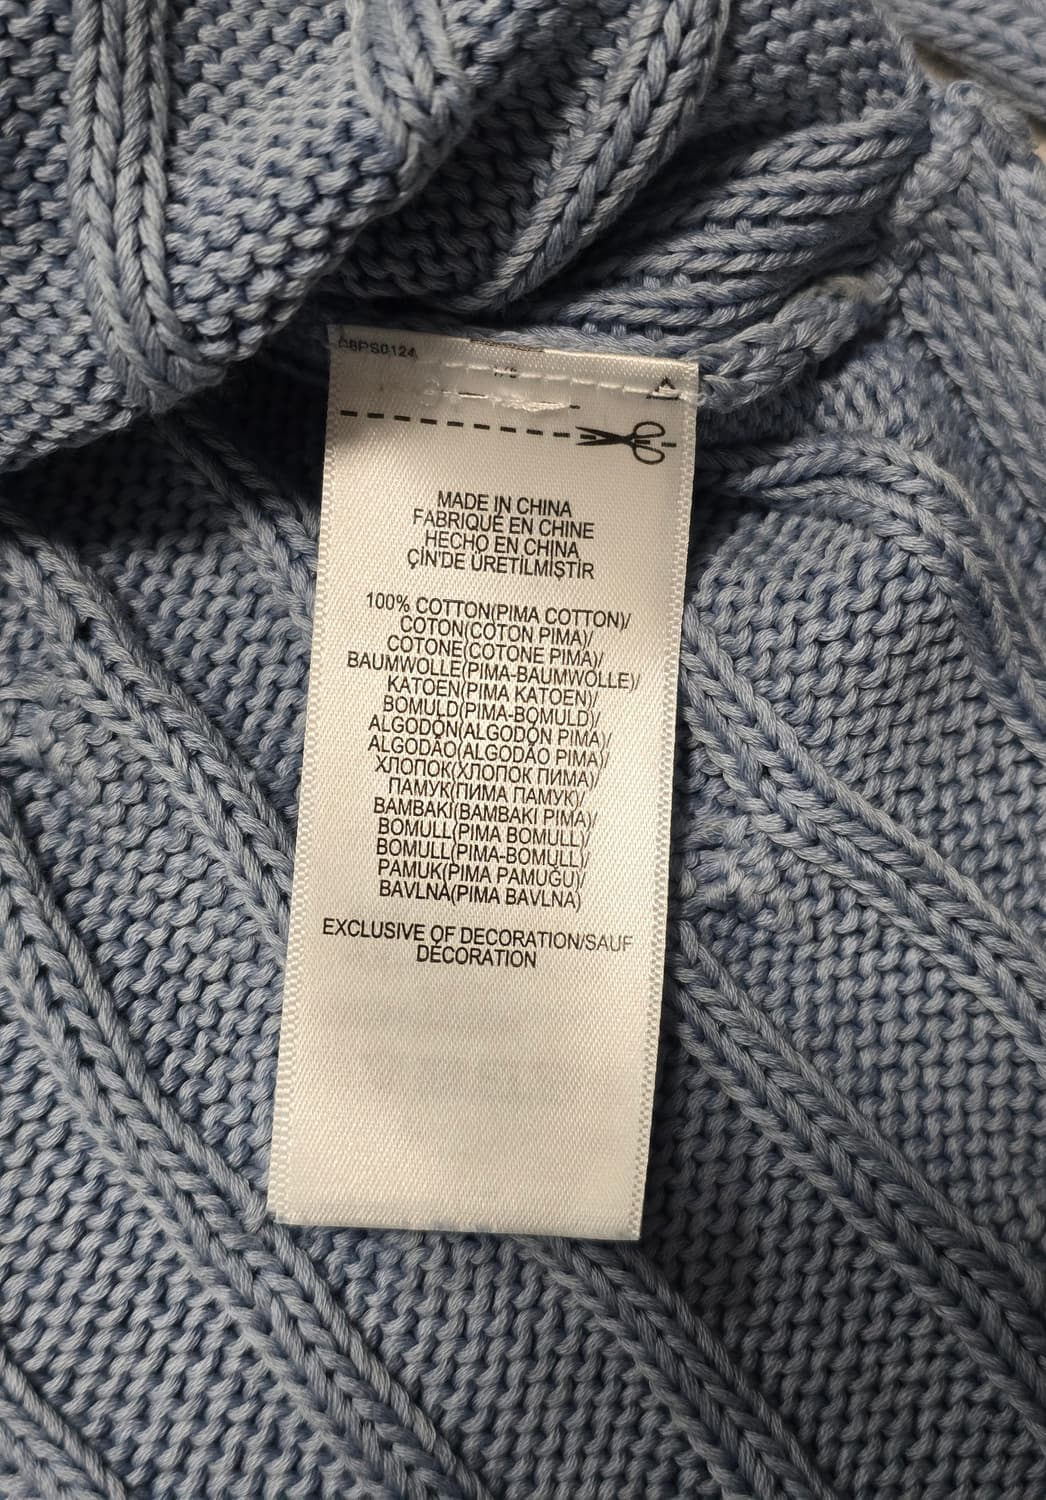 MADE IN CHINA
FABRIQUÉ EN CHINE
HECHO EN CHINA
ÇİN'DE ÜRETİLMİŞTİR
100% COTTON(PIMA COTTON)/
COTON(COTON PIMA)/
COTONE(COTONE PIMA)/
BAUMWOLLE(PIMA-BAUMWOLLE)/
KATOEN(PIMA KATOEN)/
BOMULD(PIMA-BOMULD)/
ALGODÓN(ALGODÓN PIMA)/
ALGODÃO(ALGODÃO PIMA)/
ХЛОПОК(ХЛОПОК ПИМА)/
ПАМУК(ПИМА ПАМУК)/
ΒΑΜΒΑΚΙ(ΒΑΜΒΑΚΙ PIMA)/
BOMULL(PIMA BOMULL)/
BOMULL(PIMA-BOMULL)/
PAMUK(PIMA PAMUĞU)/
BAVLNA(PIMA BAVLNA)
EXCLUSIVE OF DECORATION/SAUF
DÉCORATION